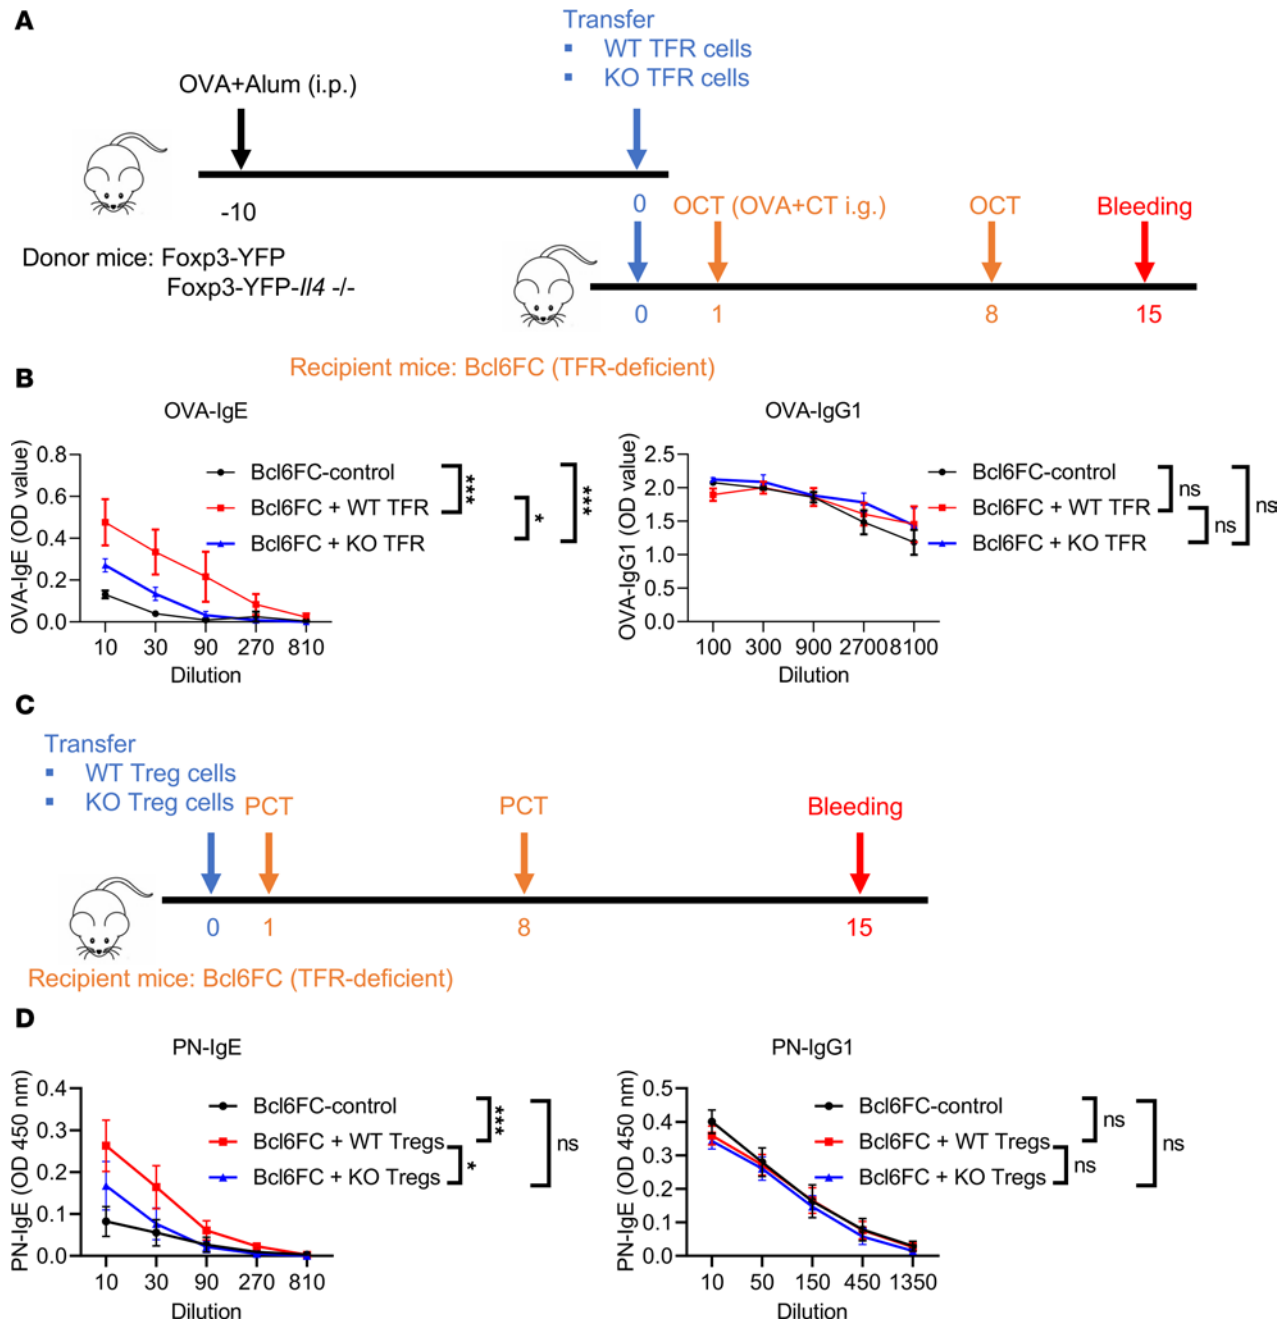 A
Transfer
▪ WT TFR cells
▪ KO TFR cells
OVA+Alum (i.p.)
-10
0
OCT (OVA+CT i.g.)
OCT
Bleeding
Donor mice: Foxp3-YFP
Foxp3-YFP-Il4 -/-
0
1
8
15
Recipient mice: Bcl6FC (TFR-deficient)
B
OVA-IgE
OVA-IgE (OD value)
0.8
0.6
0.4
0.2
0.0
10 30 90 270 810
Dilution
Bcl6FC-control
Bcl6FC + WT TFR
Bcl6FC + KO TFR
***
*
***
OVA-IgG1
OVA-IgG1 (OD value)
2.5
2.0
1.5
1.0
0.5
0.0
100 300 900 2700 8100
Dilution
Bcl6FC-control
Bcl6FC + WT TFR
Bcl6FC + KO TFR
ns
ns
ns
C
Transfer
▪ WT Treg cells
▪ KO Treg cells
PCT
PCT
Bleeding
0
1
8
15
Recipient mice: Bcl6FC (TFR-deficient)
D
PN-IgE
PN-IgE (OD 450 nm)
0.4
0.3
0.2
0.1
0.0
10 30 90 270 810
Dilution
Bcl6FC-control
Bcl6FC + WT Tregs
Bcl6FC + KO Tregs
***
*
ns
PN-IgG1
PN-IgE (OD 450 nm)
0.5
0.4
0.3
0.2
0.1
0.0
10 50 150 450 1350
Dilution
Bcl6FC-control
Bcl6FC + WT Tregs
Bcl6FC + KO Tregs
ns
ns
ns